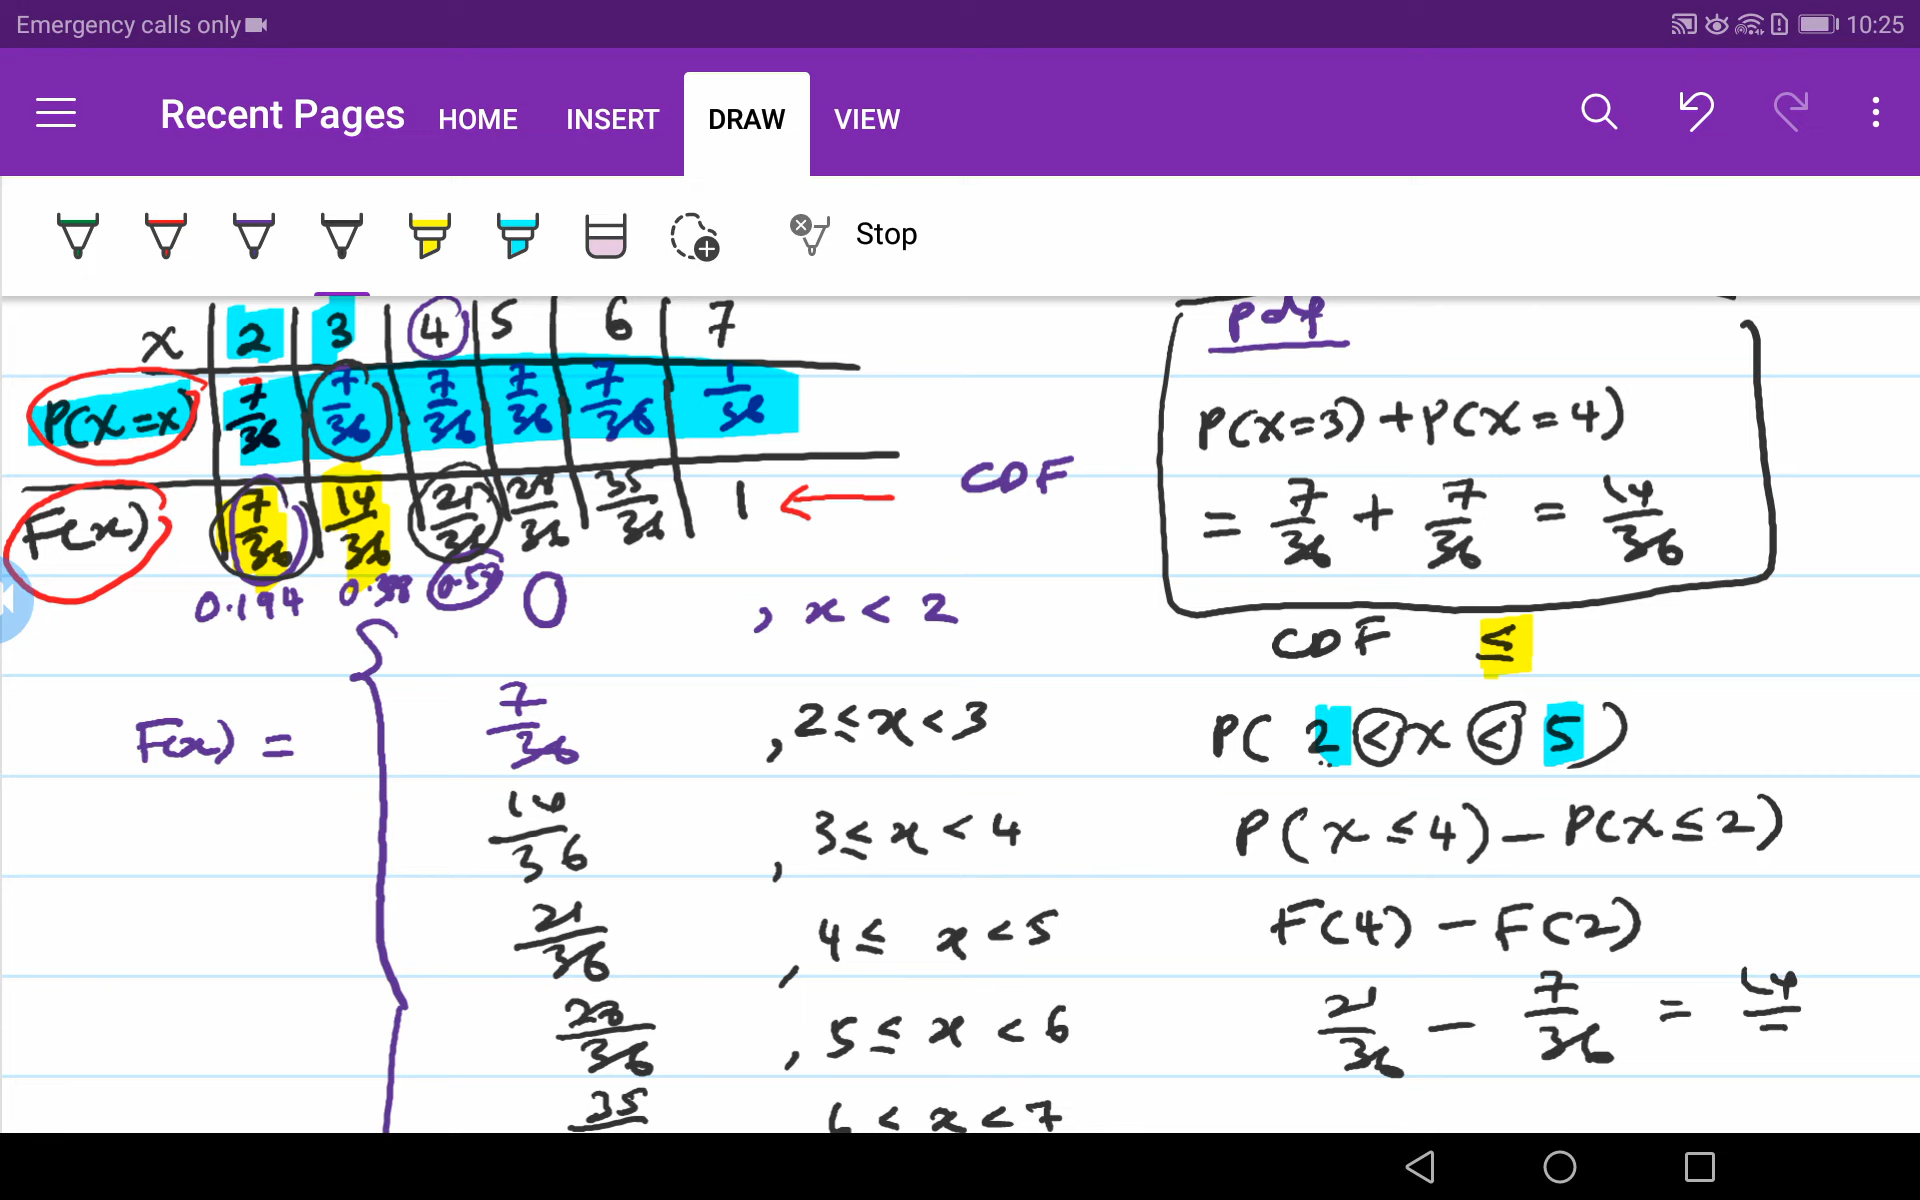 Emergency calls only 10:25
Recent Pages HOME INSERT DRAW VIEW
Stop
x 2 3 4 5 6 7
P(X=x) 7/36 7/36 7/36 7/36 7/36 1/36
F(x) 7/36 14/36 21/36 28/36 35/36 1
CDF
0.194 0.388
pdf
P(X=3) + P(X=4)
= 7/36 + 7/36 = 14/36
CDF ≤
F(x) =
0 , x < 2
7/36 , 2 ≤ x < 3
14/36 , 3 ≤ x < 4
21/36 , 4 ≤ x < 5
28/36 , 5 ≤ x < 6
35 6 < x < 7
P( 2 < x < 5 )
P( x ≤ 4) – P(X ≤ 2)
F(4) – F(2)
21/36 – 7/36 = 14